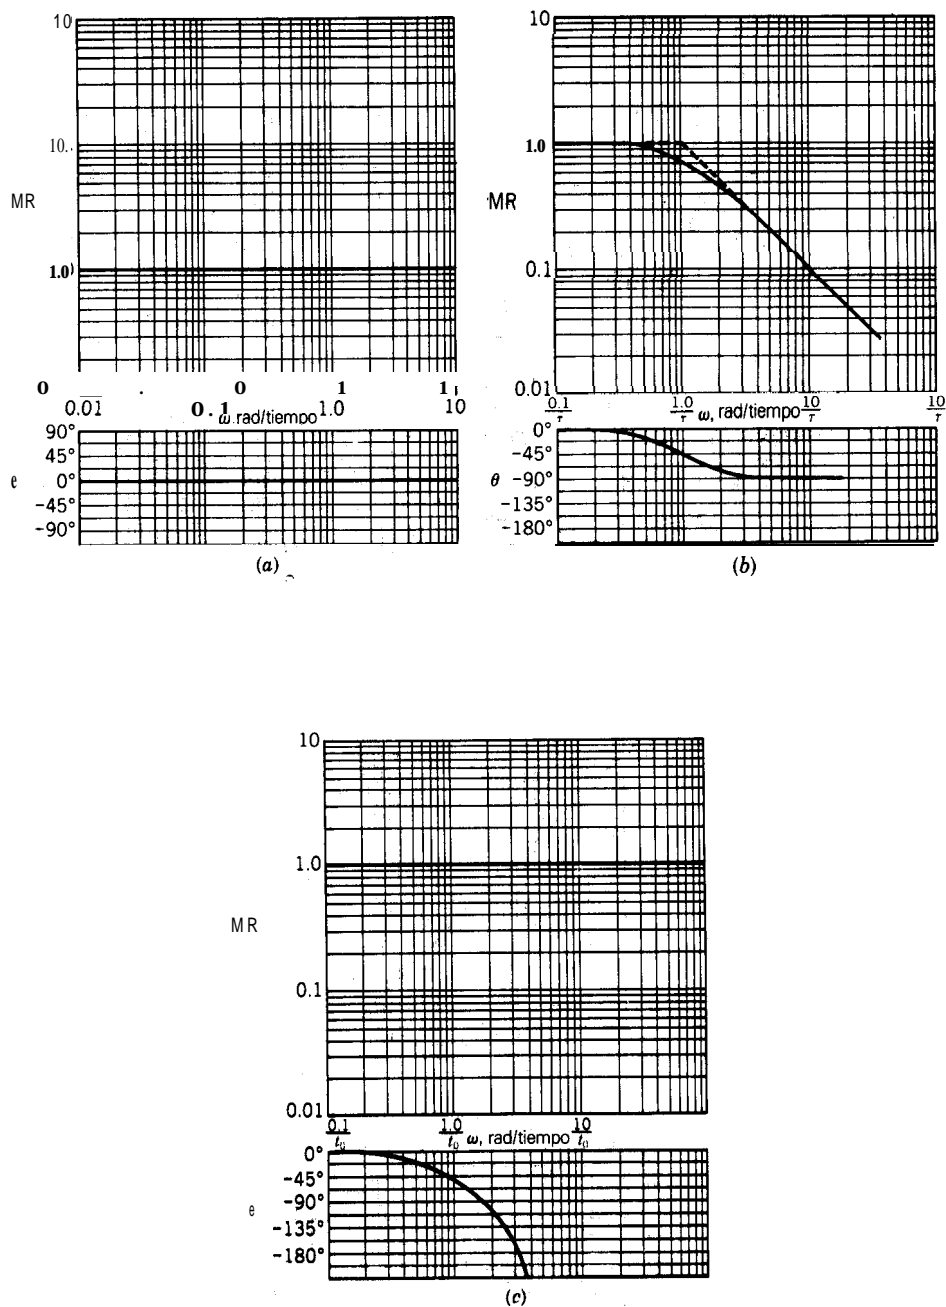 10
10..
MR
1.0)
0 . 0 1 1
0.01 0.1 1.0 10
ω, rad/tiempo
90°
45°
e 0°
-45°
-90°
(a)
10
1.0
MR
0.1
0.01
0.1/τ 1.0/τ ω, rad/tiempo 10/τ 10/τ
0°
-45°
θ -90°
-135°
-180°
(b)
10
1.0
MR
0.1
0.01
0.1/t₀ 1.0/t₀ ω, rad/tiempo 10/t₀
0°
-45°
-90°
e -135°
-180°
(c)